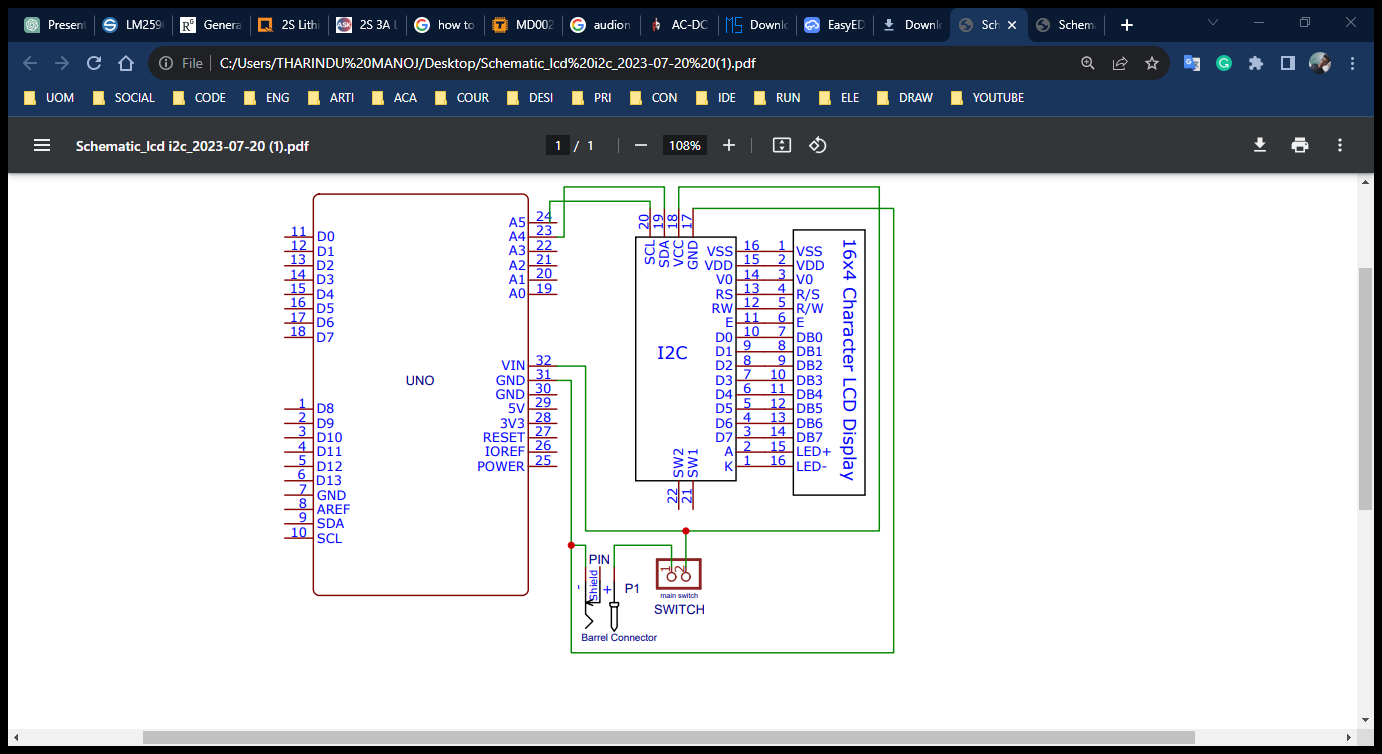 Present LM259 Genera 2S Lithi 2S 3A L how to MD002 audion AC-DC Downlo EasyED Downl Sch Schem
File C:/Users/THARINDU%20MANOJ/Desktop/Schematic_lcd%20i2c_2023-07-20%20(1).pdf
UOM SOCIAL CODE ENG ARTI ACA COUR DESI PRI CON IDE RUN ELE DRAW YOUTUBE
Schematic_lcd i2c_2023-07-20 (1).pdf 1 / 1 108%
11 D0
12 D1
13 D2
14 D3
15 D4
16 D5
17 D6
18 D7
1 D8
2 D9
3 D10
4 D11
5 D12
6 D13
7 GND
8 AREF
9 SDA
10 SCL
UNO
A5 24
A4 23
A3 22
A2 21
A1 20
A0 19
VIN 32
GND 31
GND 30
5V 29
3V3 28
RESET 27
IOREF 26
POWER 25
20 19 18 17
SCL SDA VCC GND
I2C
VSS 16 1 VSS
VDD 15 2 VDD
V0 14 3 V0
RS 13 4 R/S
RW 12 5 R/W
E 11 6 E
D0 10 7 DB0
D1 9 8 DB1
D2 8 9 DB2
D3 7 10 DB3
D4 6 11 DB4
D5 5 12 DB5
D6 4 13 DB6
D7 3 14 DB7
A 2 15 LED+
K 1 16 LED-
SW2 SW1
22 21
16x4 Character LCD Display
PIN
- Shield + P1
Barrel Connector
1 2
main switch
SWITCH